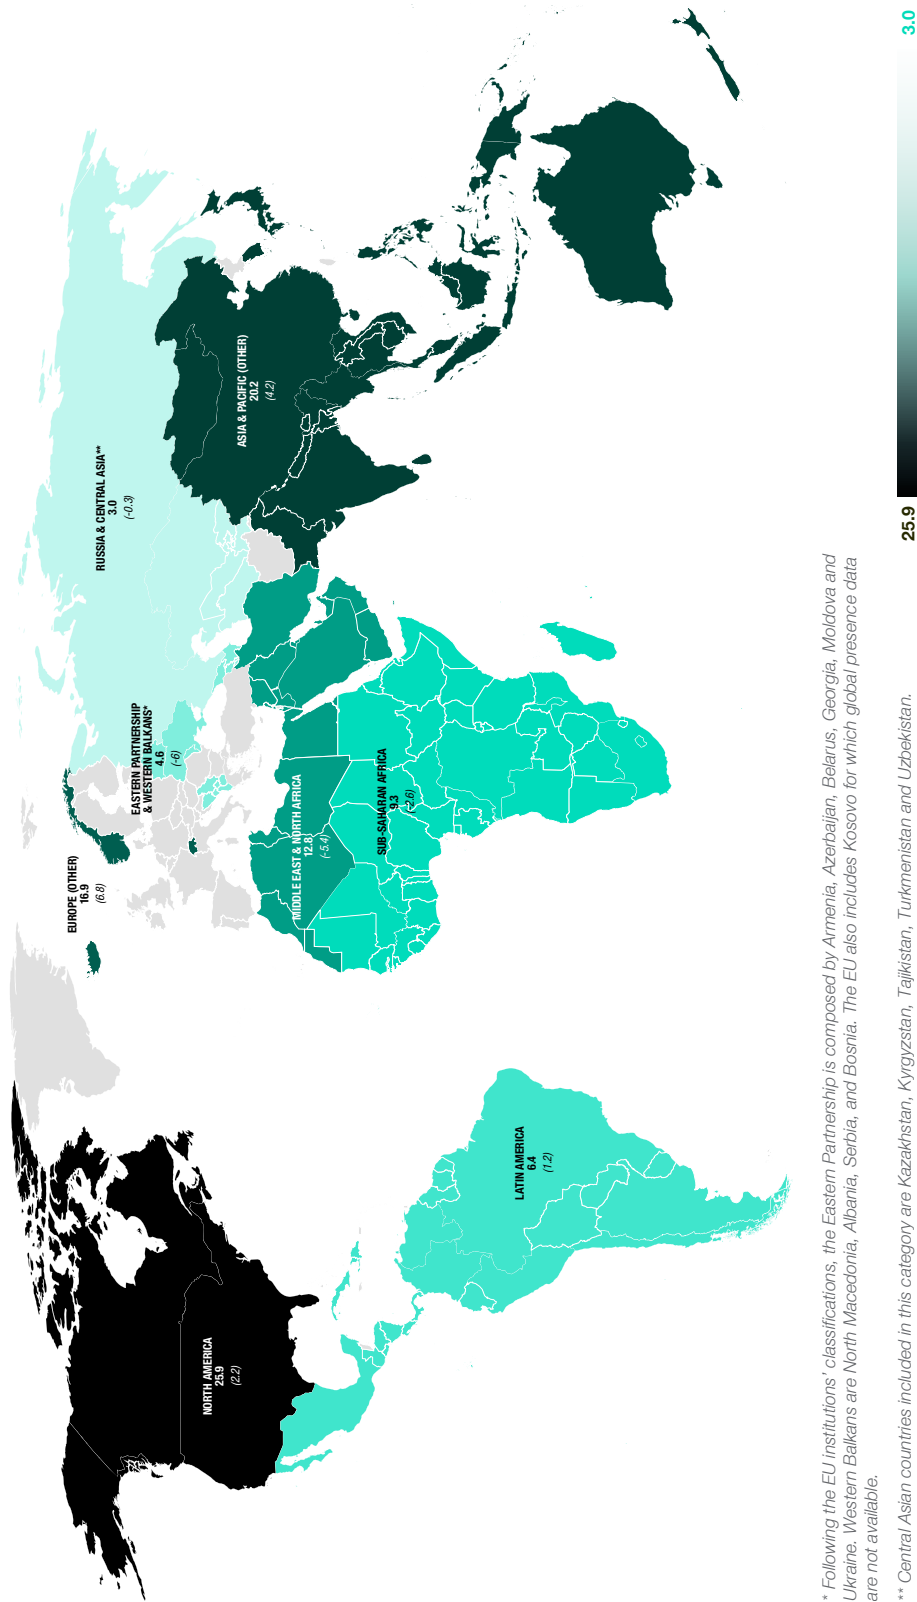 RUSSIA & CENTRAL ASIA**
3.0
(-0.3)
EUROPE (OTHER)
16.9
(6.8)
EASTERN PARTNERSHIP
& WESTERN BALKANS*
4.6
(-6)
NORTH AMERICA
25.9
(2.2)
ASIA & PACIFIC (OTHER)
20.2
(4.2)
MIDDLE EAST & NORTH AFRICA
12.8
(-5.4)
SUB-SAHARAN AFRICA
9.3
(-2.6)
LATIN AMERICA
6.4
(1.2)
* Following the EU institutions' classifications, the Eastern Partnership is composed by Armenia, Azerbaijan, Belarus, Georgia, Moldova and
Ukraine. Western Balkans are North Macedonia, Albania, Serbia, and Bosnia. The EU also includes Kosovo for which global presence data
are not available.
** Central Asian countries included in this category are Kazakhstan, Kyrgyzstan, Tajikistan, Turkmenistan and Uzbekistan.
25.9
3.0